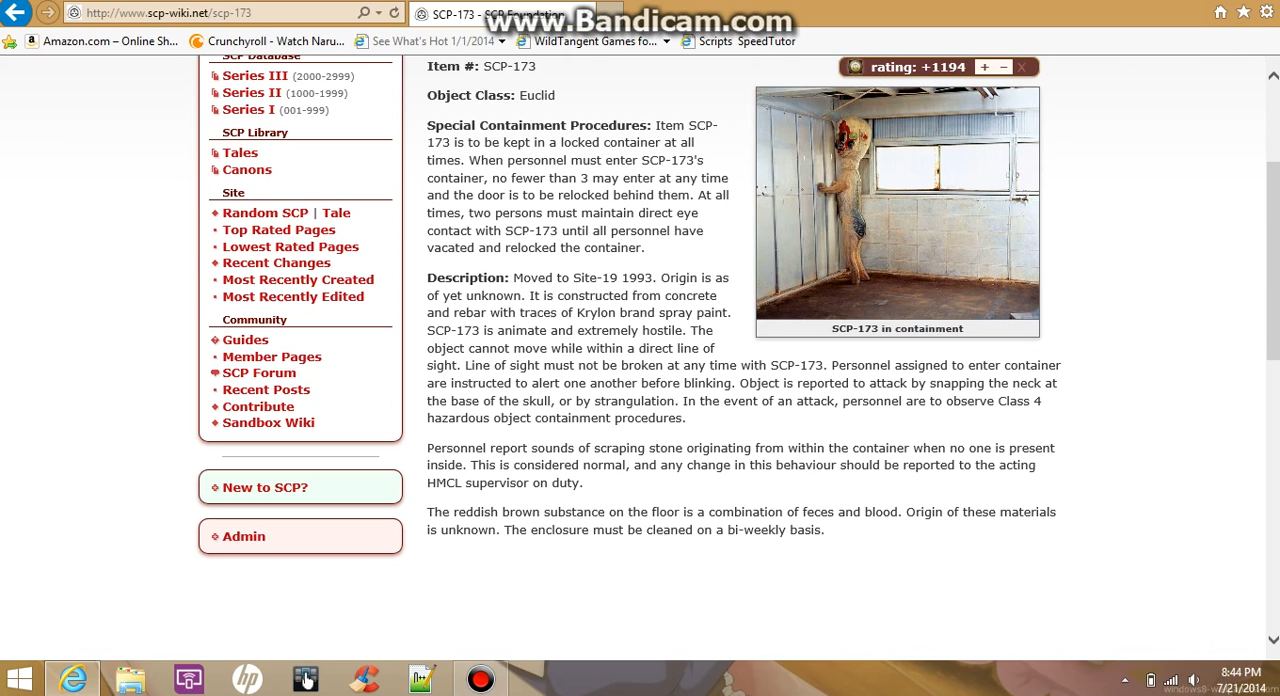 www.Bandicam.com
http://www.scp-wiki.net/scp-173
SCP-173 - SCP Foundation
Amazon.com – Online Sh...
Crunchyroll - Watch Naru...
See What's Hot 1/1/2014
WildTangent Games fo...
Scripts SpeedTutor
SCP Database
Series III (2000-2999)
Series II (1000-1999)
Series I (001-999)
SCP Library
Tales
Canons
Site
Random SCP | Tale
Top Rated Pages
Lowest Rated Pages
Recent Changes
Most Recently Created
Most Recently Edited
Community
Guides
Member Pages
SCP Forum
Recent Posts
Contribute
Sandbox Wiki
New to SCP?
Admin
Item #: SCP-173
rating: +1194 + − X
Object Class: Euclid
Special Containment Procedures: Item SCP-
173 is to be kept in a locked container at all
times. When personnel must enter SCP-173's
container, no fewer than 3 may enter at any time
and the door is to be relocked behind them. At all
times, two persons must maintain direct eye
contact with SCP-173 until all personnel have
vacated and relocked the container.
SCP-173 in containment
Description: Moved to Site-19 1993. Origin is as
of yet unknown. It is constructed from concrete
and rebar with traces of Krylon brand spray paint.
SCP-173 is animate and extremely hostile. The
object cannot move while within a direct line of
sight. Line of sight must not be broken at any time with SCP-173. Personnel assigned to enter container
are instructed to alert one another before blinking. Object is reported to attack by snapping the neck at
the base of the skull, or by strangulation. In the event of an attack, personnel are to observe Class 4
hazardous object containment procedures.
Personnel report sounds of scraping stone originating from within the container when no one is present
inside. This is considered normal, and any change in this behaviour should be reported to the acting
HMCL supervisor on duty.
The reddish brown substance on the floor is a combination of feces and blood. Origin of these materials
is unknown. The enclosure must be cleaned on a bi-weekly basis.
hp
8:44 PM
7/21/2014